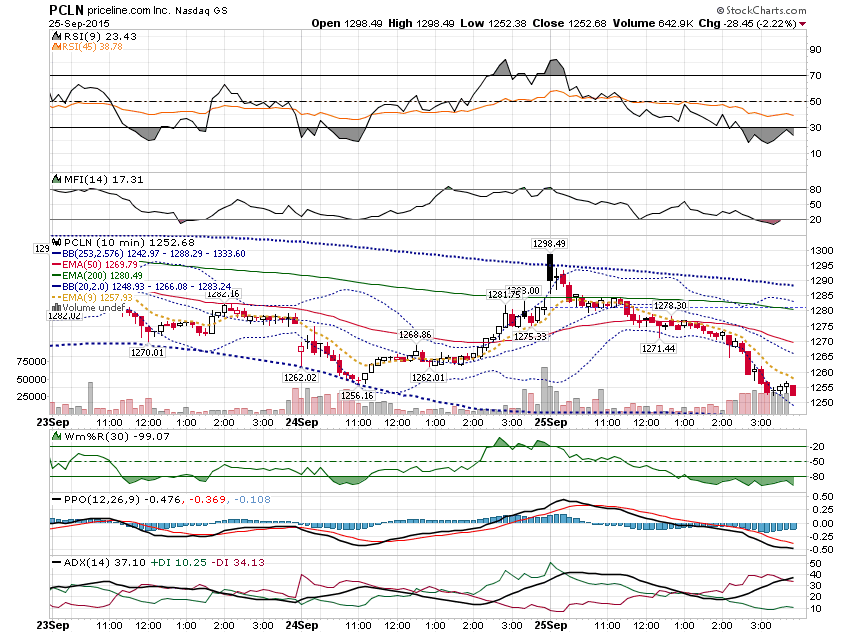 PCLN priceline.com Inc. Nasdaq GS
© StockCharts.com
25-Sep-2015
Open 1298.49 High 1298.49 Low 1252.38 Close 1252.68 Volume 642.9K Chg -28.45 (-2.22%)
RSI(9) 23.43
RSI(45) 38.78
90
70
50
30
10
MFI(14) 17.31
80
50
20
PCLN (10 min) 1252.68
BB(253,2.576) 1242.97 - 1288.29 - 1333.60
EMA(50) 1269.79
EMA(200) 1280.49
BB(20,2.0) 1248.93 - 1266.08 - 1283.24
EMA(9) 1257.93
Volume undef
129
1282.02
1282.16
1270.01
1262.02
1256.16
1268.86
1262.01
1281.75
1283.00
1275.33
1298.49
1278.30
1271.44
1300
1295
1290
1285
1280
1275
1270
1265
1260
1255
1250
75000
50000
25000
23Sep 11:00 12:00 1:00 2:00 3:00 24Sep 11:00 12:00 1:00 2:00 3:00 25Sep 11:00 12:00 1:00 2:00 3:00
Wm%R(30) -99.07
-20
-50
-80
PPO(12,26,9) -0.476, -0.369, -0.108
0.50
0.25
0.00
-0.25
-0.50
ADX(14) 37.10 +DI 10.25 -DI 34.13
50
40
30
20
10
23Sep 11:00 12:00 1:00 2:00 3:00 24Sep 11:00 12:00 1:00 2:00 3:00 25Sep 11:00 12:00 1:00 2:00 3:00